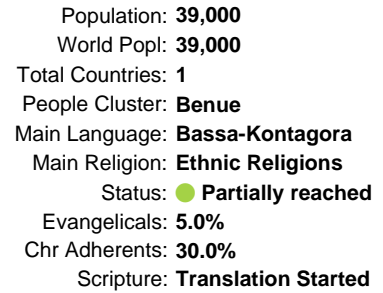 Population: 39,000
World Popl: 39,000
Total Countries: 1
People Cluster: Benue
Main Language: Bassa-Kontagora
Main Religion: Ethnic Religions
Status: Partially reached
Evangelicals: 5.0%
Chr Adherents: 30.0%
Scripture: Translation Started